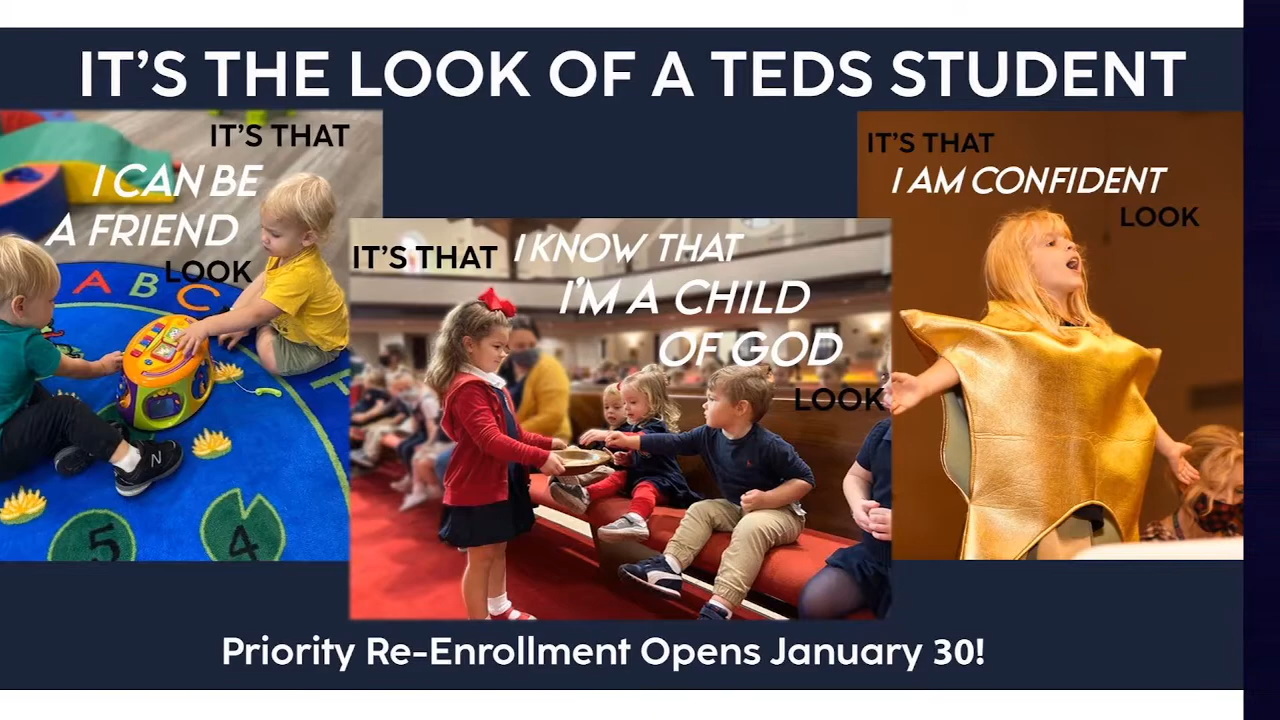 IT'S THE LOOK OF A TEDS STUDENT
IT'S THAT
I CAN BE
A FRIEND
LOOK
A B C
5
4
IT'S THAT I KNOW THAT
I'M A CHILD
OF GOD
LOOK
IT'S THAT
I AM CONFIDENT
LOOK
Priority Re-Enrollment Opens January 30!